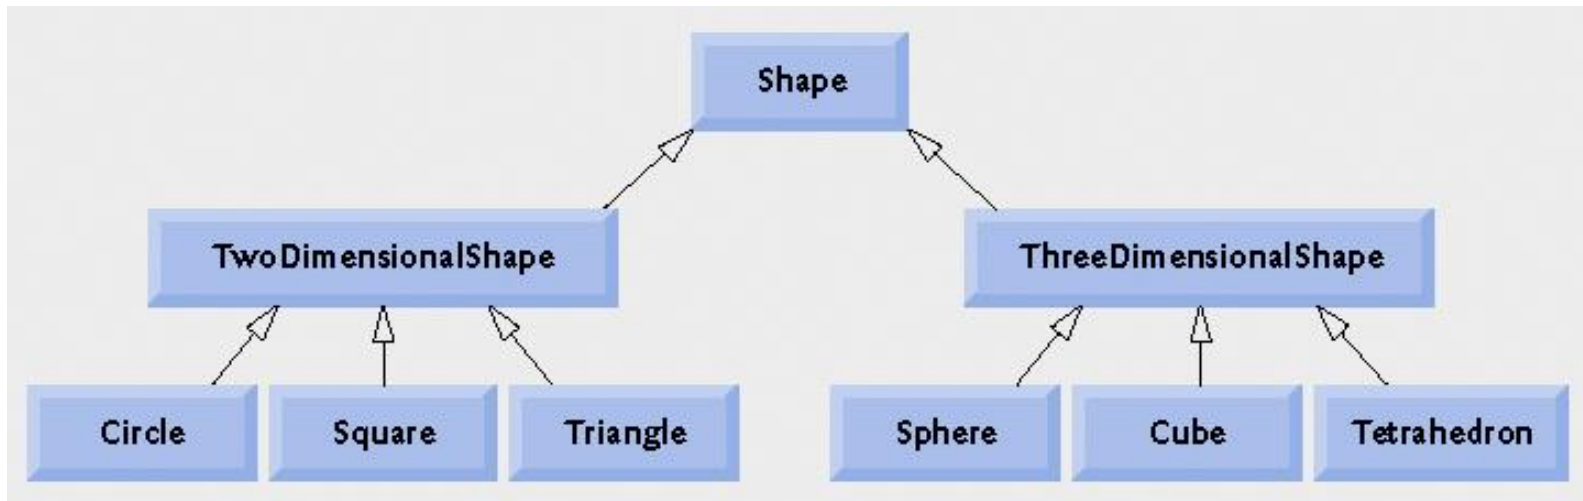 Shape
TwoDimensionalShape
ThreeDimensionalShape
Circle
Square
Triangle
Sphere
Cube
Tetrahedron